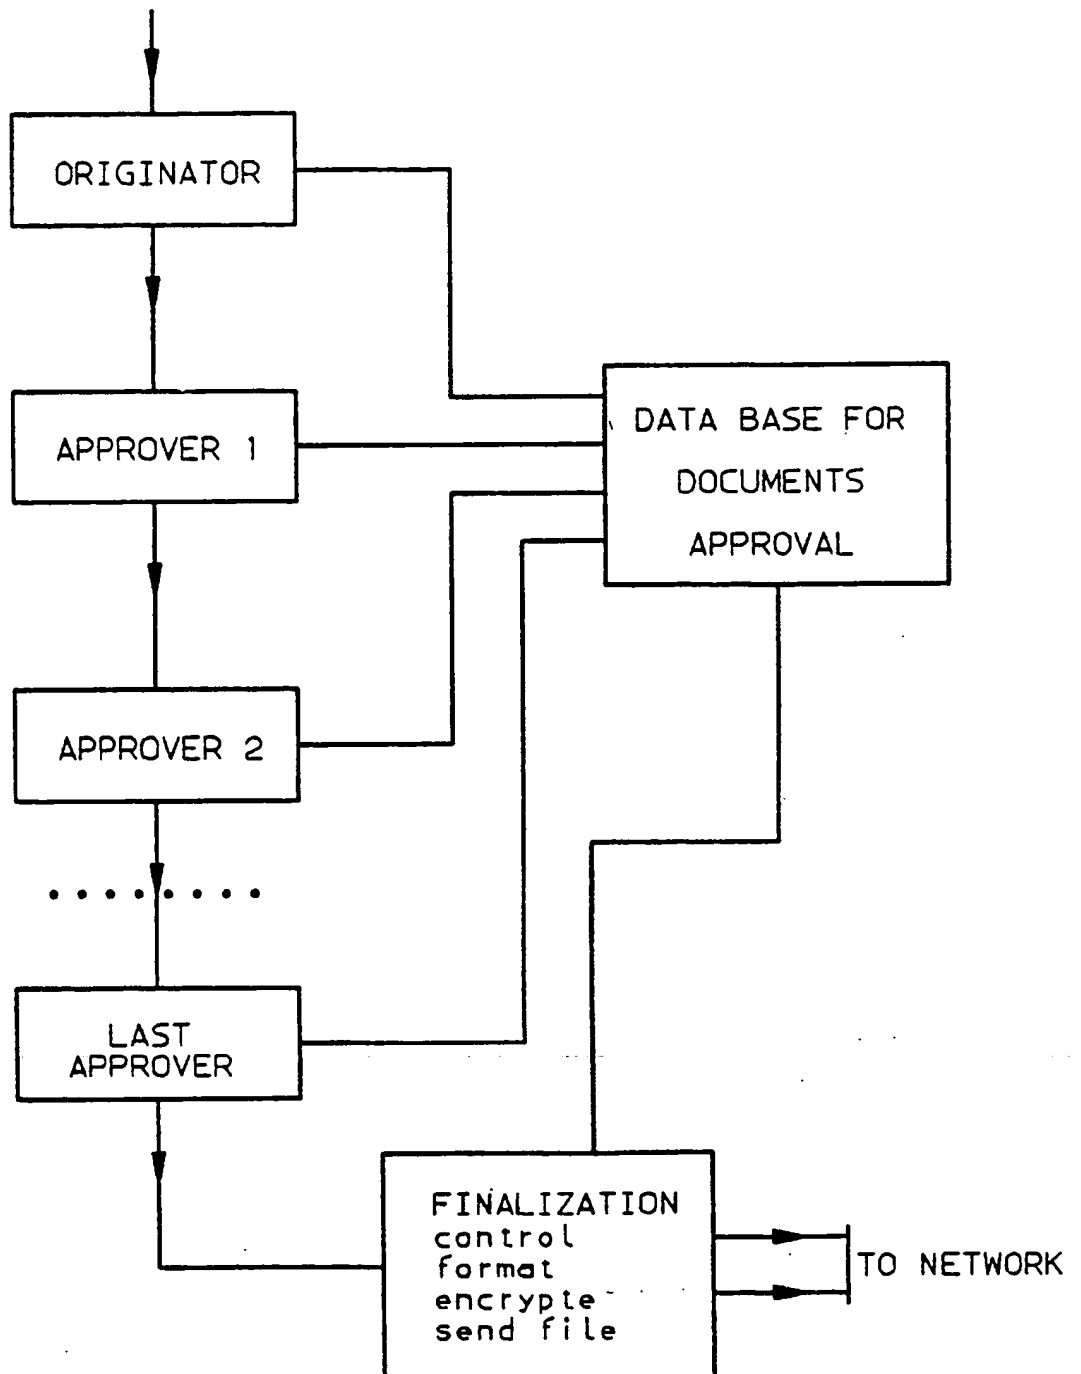 ORIGINATOR
APPROVER 1
DATA BASE FOR
DOCUMENTS
APPROVAL
APPROVER 2
LAST
APPROVER
FINALIZATION
control
format
encrypte
send file
TO NETWORK